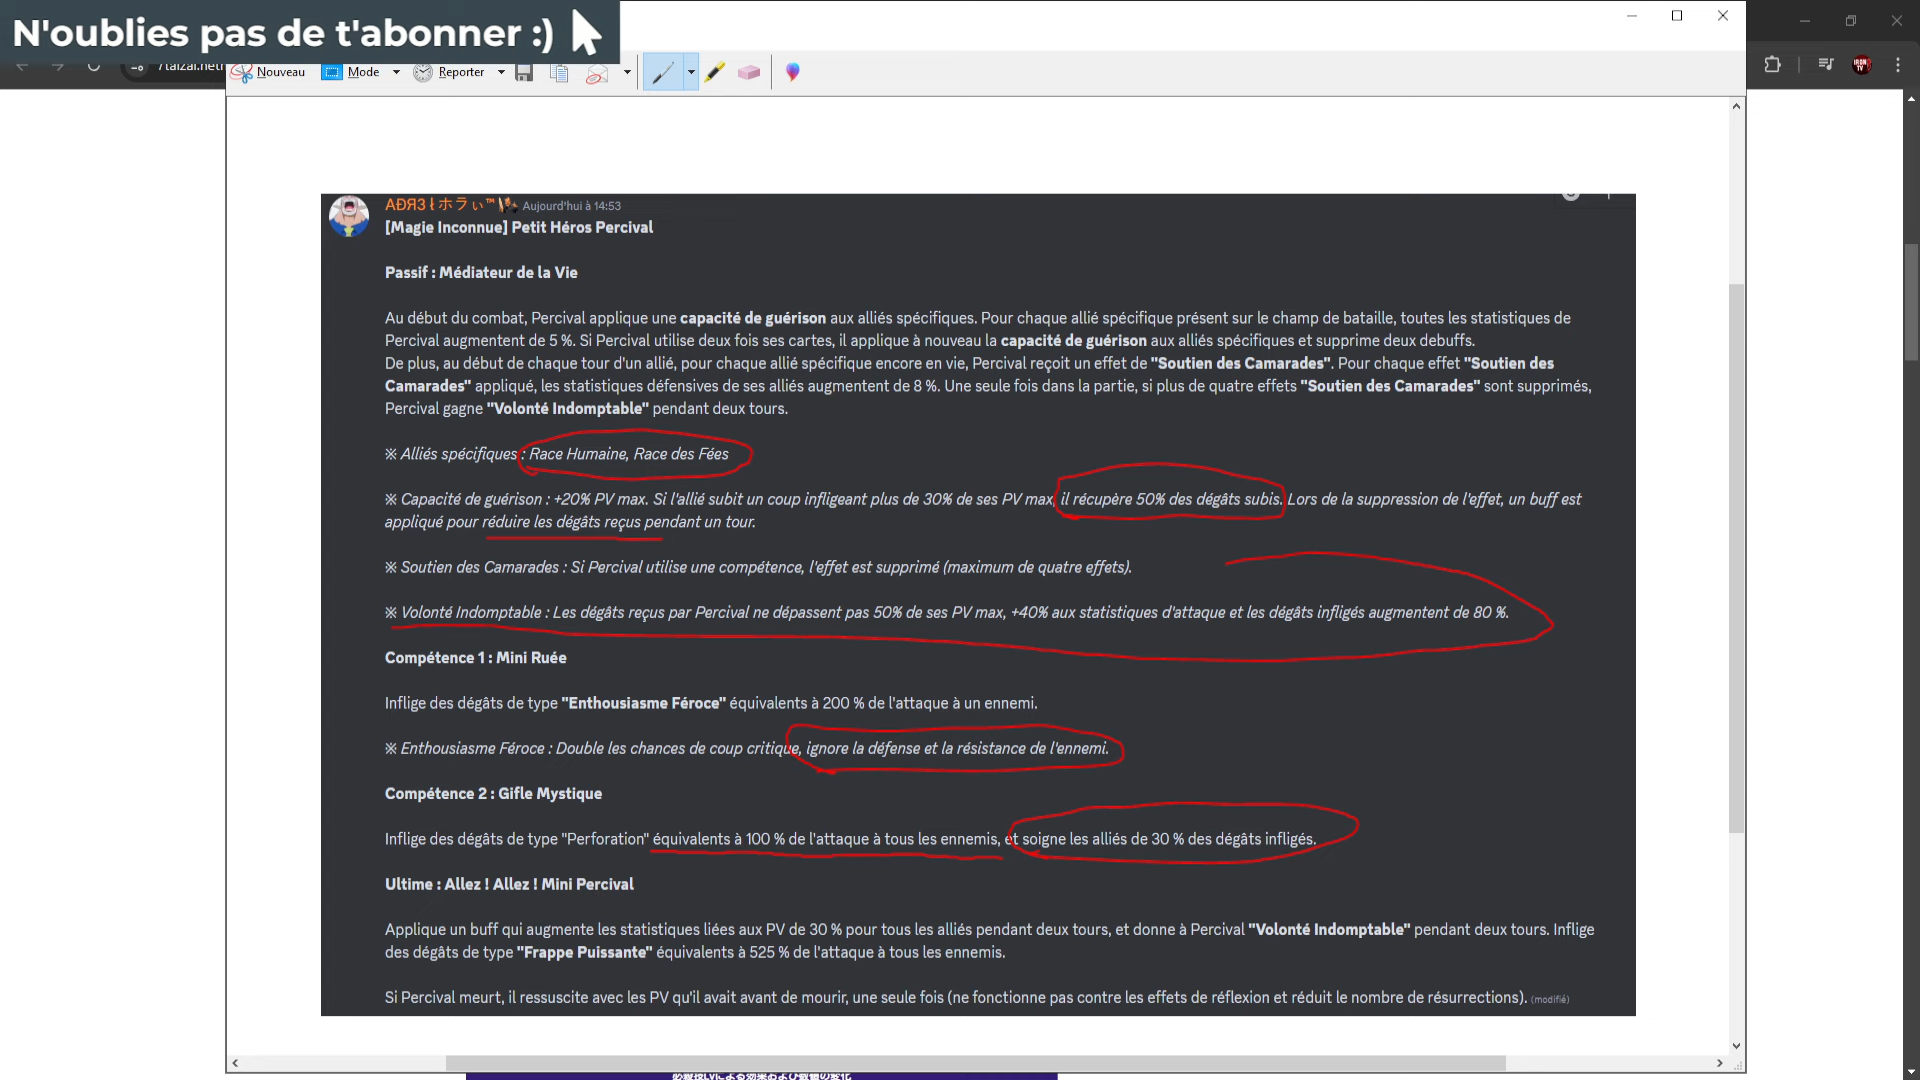 N'oublies pas de t'abonner :)
Nouveau Mode Reporter
Aujourd'hui à 14:53
[Magie Inconnue] Petit Héros Percival
Passif : Médiateur de la Vie
Au début du combat, Percival applique une capacité de guérison aux alliés spécifiques. Pour chaque allié spécifique présent sur le champ de bataille, toutes les statistiques de
Percival augmentent de 5 %. Si Percival utilise deux fois ses cartes, il applique à nouveau la capacité de guérison aux alliés spécifiques et supprime deux debuffs.
De plus, au début de chaque tour d'un allié, pour chaque allié spécifique encore en vie, Percival reçoit un effet de "Soutien des Camarades". Pour chaque effet "Soutien des
Camarades" appliqué, les statistiques défensives de ses alliés augmentent de 8 %. Une seule fois dans la partie, si plus de quatre effets "Soutien des Camarades" sont supprimés,
Percival gagne "Volonté Indomptable" pendant deux tours.
※ Alliés spécifiques : Race Humaine, Race des Fées
※ Capacité de guérison : +20% PV max. Si l'allié subit un coup infligeant plus de 30% de ses PV max, il récupère 50% des dégâts subis. Lors de la suppression de l'effet, un buff est
appliqué pour réduire les dégâts reçus pendant un tour.
※ Soutien des Camarades : Si Percival utilise une compétence, l'effet est supprimé (maximum de quatre effets).
※ Volonté Indomptable : Les dégâts reçus par Percival ne dépassent pas 50% de ses PV max, +40% aux statistiques d'attaque et les dégâts infligés augmentent de 80 %.
Compétence 1 : Mini Ruée
Inflige des dégâts de type "Enthousiasme Féroce" équivalents à 200 % de l'attaque à un ennemi.
※ Enthousiasme Féroce : Double les chances de coup critique, ignore la défense et la résistance de l'ennemi.
Compétence 2 : Gifle Mystique
Inflige des dégâts de type "Perforation" équivalents à 100 % de l'attaque à tous les ennemis, et soigne les alliés de 30 % des dégâts infligés.
Ultime : Allez ! Allez ! Mini Percival
Applique un buff qui augmente les statistiques liées aux PV de 30 % pour tous les alliés pendant deux tours, et donne à Percival "Volonté Indomptable" pendant deux tours. Inflige
des dégâts de type "Frappe Puissante" équivalents à 525 % de l'attaque à tous les ennemis.
Si Percival meurt, il ressuscite avec les PV qu'il avait avant de mourir, une seule fois (ne fonctionne pas contre les effets de réflexion et réduit le nombre de résurrections). (modifié)